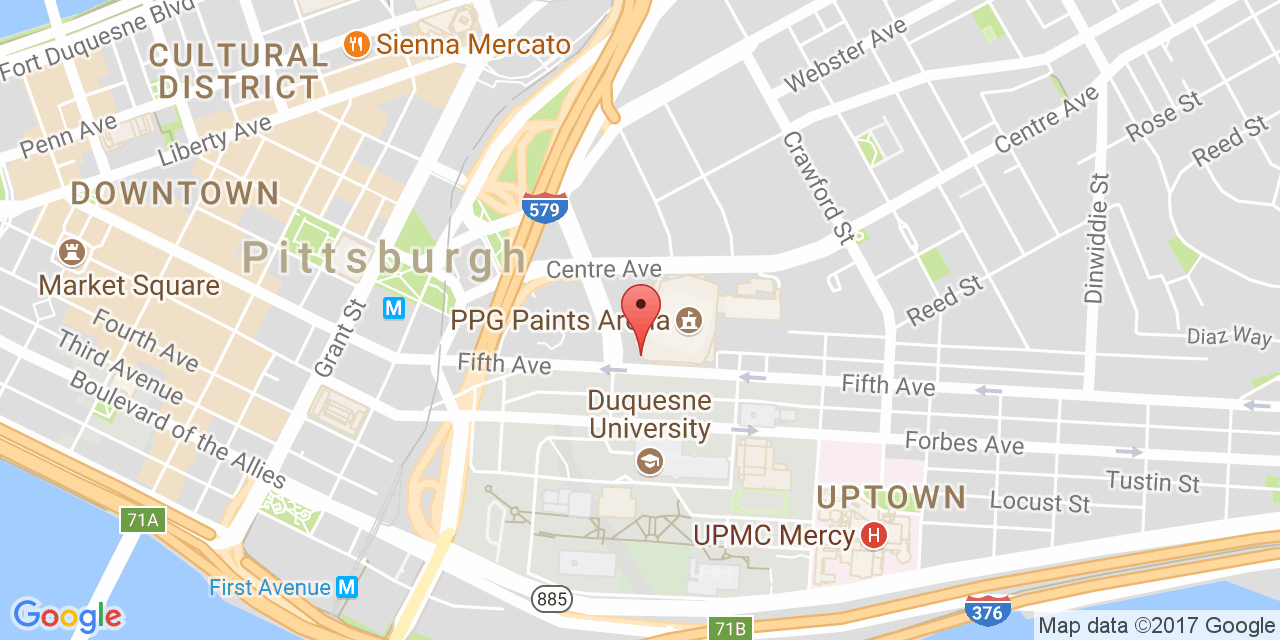 Fort Duquesne Blvd
CULTURAL
DISTRICT
Sienna Mercato
Webster Ave
Penn Ave
Liberty Ave
Centre Ave
Rose St
Reed St
Crawford St
DOWNTOWN
579
Dinwiddie St
Pittsburgh
Market Square
Centre Ave
Reed St
M
PPG Paints Arena
Grant St
Fourth Ave
Third Avenue
Boulevard of the Allies
Diaz Way
Fifth Ave
Fifth Ave
Duquesne
University
Forbes Ave
Tustin St
Locust St
UPTOWN
UPMC Mercy
H
71A
First Avenue M
885
376
71B
Google
Map data ©2017 Google